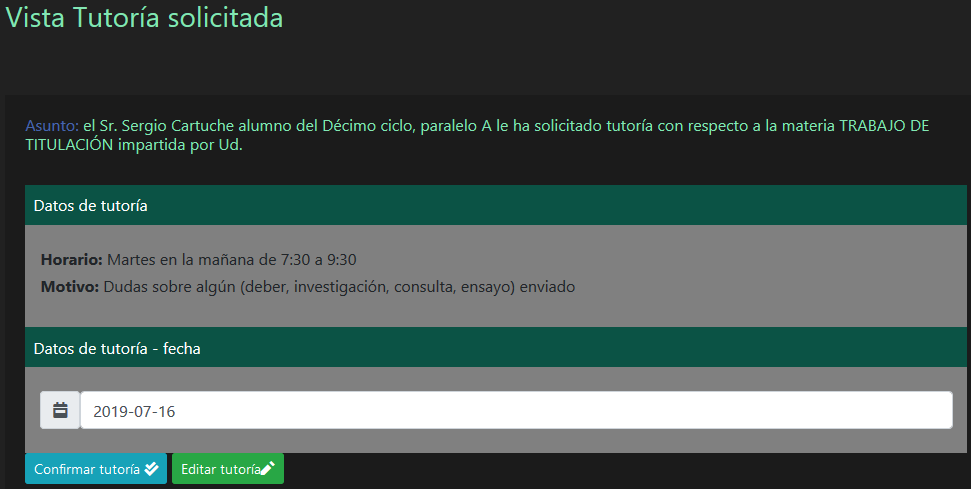 Vista Tutoría solicitada
Asunto: el Sr. Sergio Cartuche alumno del Décimo ciclo, paralelo A le ha solicitado tutoría con respecto a la materia TRABAJO DE
TITULACIÓN impartida por Ud.
Datos de tutoría
Horario: Martes en la mañana de 7:30 a 9:30
Motivo: Dudas sobre algún (deber, investigación, consulta, ensayo) enviado
Datos de tutoría - fecha
2019-07-16
Confirmar tutoría Editar tutoría